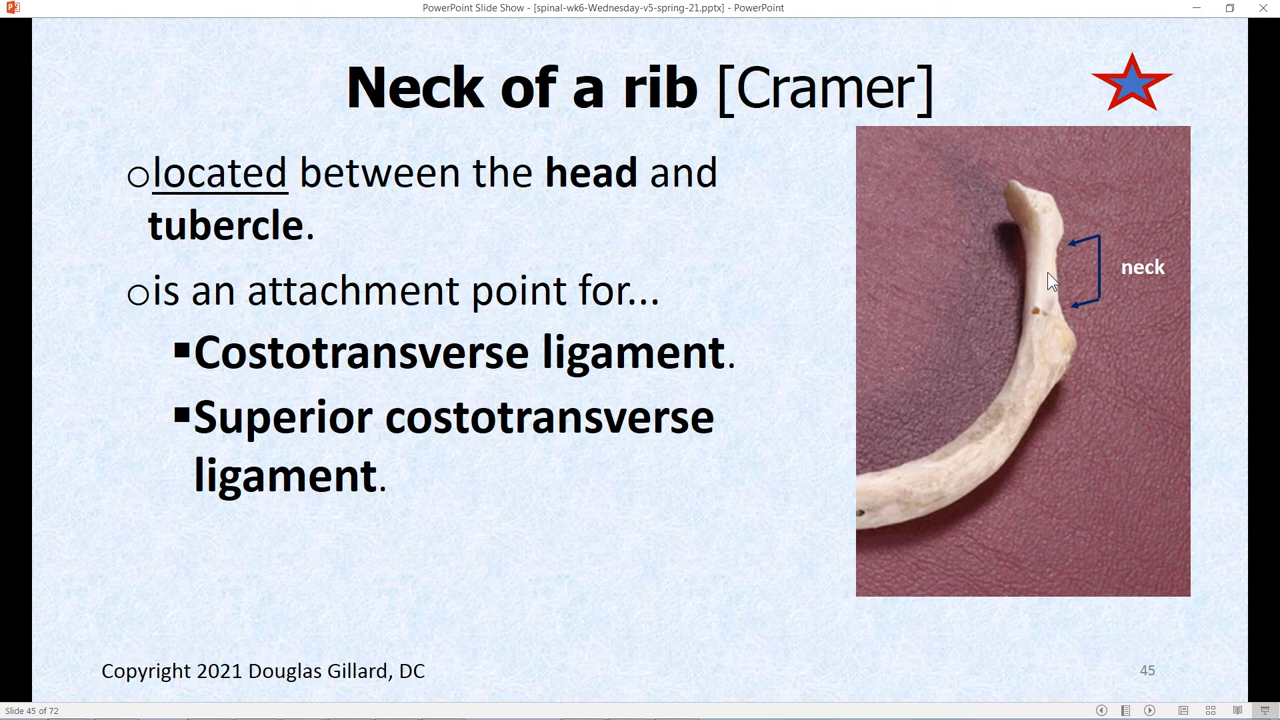 PowerPoint Slide Show - [spinal-wk6-Wednesday-v5-spring-21.pptx] - PowerPoint
Neck of a rib [Cramer]
olocated between the head and
tubercle.
neck
ois an attachment point for...
▪Costotransverse ligament.
▪Superior costotransverse
ligament.
Copyright 2021 Douglas Gillard, DC
45
Slide 45 of 72